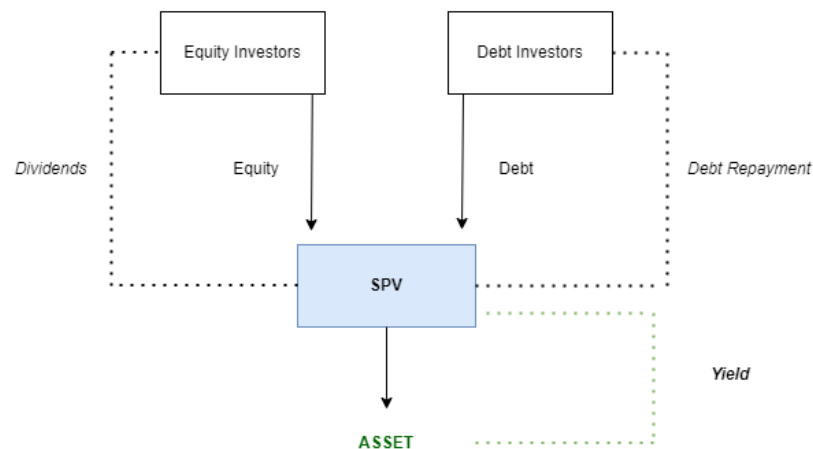 Equity Investors
Debt Investors
Dividends
Equity
Debt
Debt Repayment
SPV
Yield
ASSET